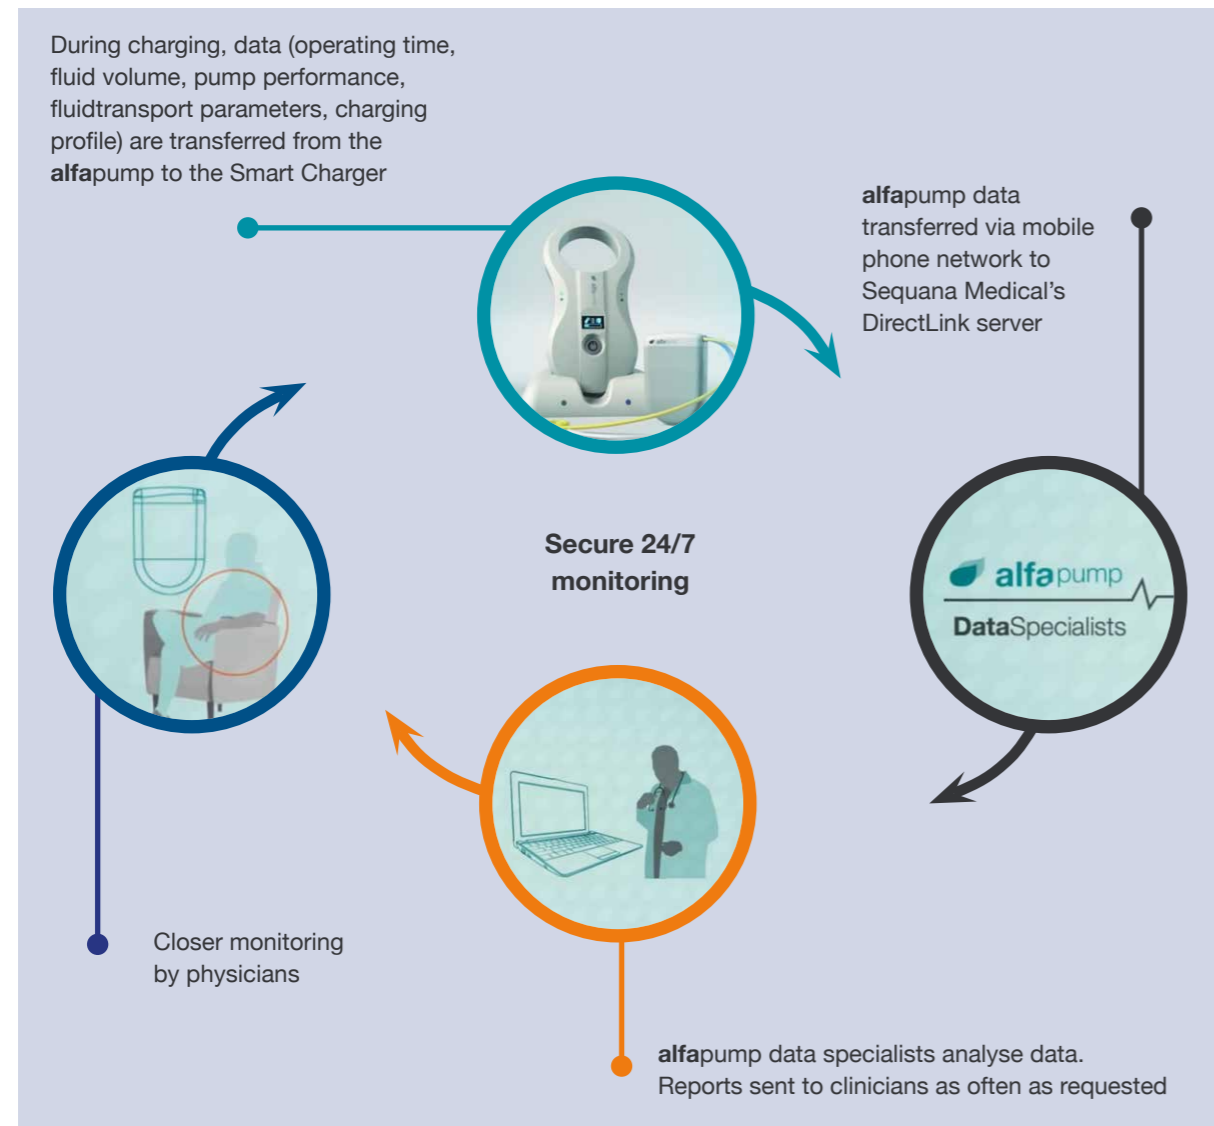 During charging, data (operating time,
fluid volume, pump performance,
fluidtransport parameters, charging
profile) are transferred from the
alfapump to the Smart Charger
alfapump data
transferred via mobile
phone network to
Sequana Medical’s
DirectLink server
Secure 24/7
monitoring
alfapump
DataSpecialists
Closer monitoring
by physicians
alfapump data specialists analyse data.
Reports sent to clinicians as often as requested